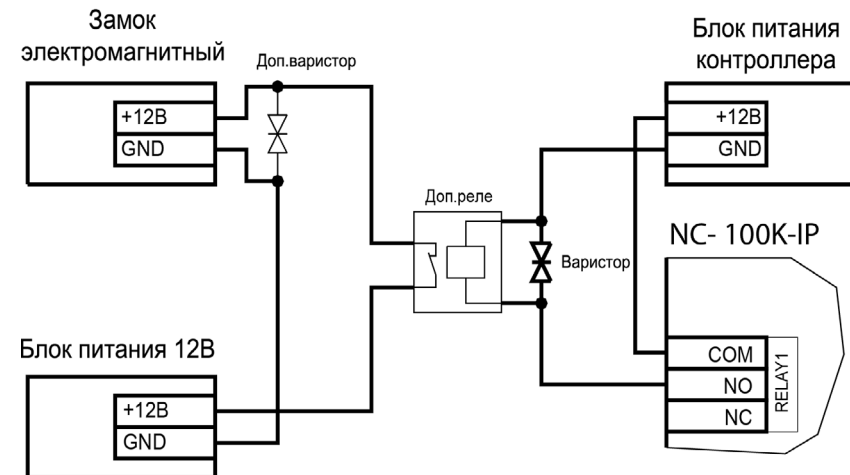 Замок
электромагнитный
Доп.варистор
Блок питания
контроллера
+12В
GND
+12В
GND
Доп.реле
NC- 100K-IP
Варистор
Блок питания 12В
COM
NO
NC
RELAY1
+12В
GND